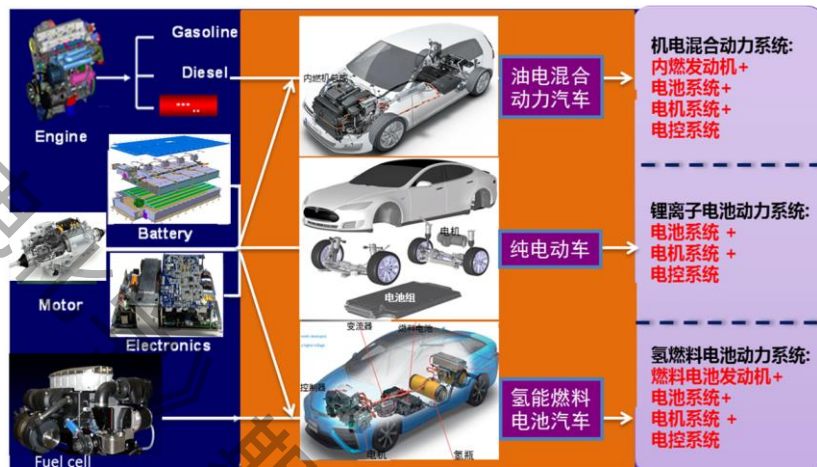 Gasoline
Diesel
Engine
Battery
Motor
Electronics
Fuel cell
油电混合
动力汽车
电机
电池组
纯电动车
变流器
燃料电池
控制器
电机
氢瓶
氢能燃料
电池汽车
机电混合动力系统:
内燃发动机+
电池系统+
电机系统+
电控系统
锂离子电池动力系统:
电池系统 +
电机系统 +
电控系统
氢燃料电池动力系统:
燃料电池发动机+
电池系统+
电机系统 +
电控系统